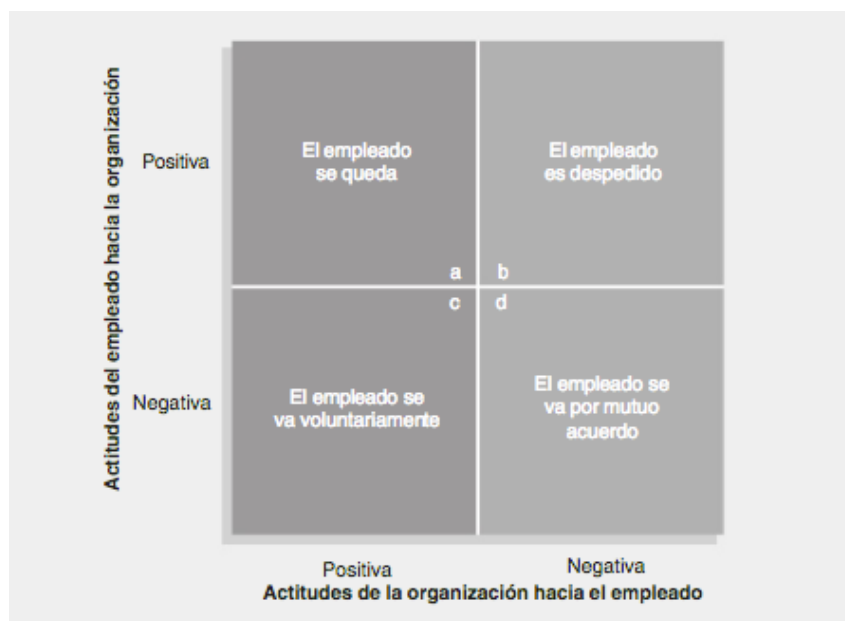 Actitudes del empleado hacia la organización
Positiva
El empleado
se queda
a
El empleado
es despedido
b
Negativa
c
El empleado se
va voluntariamente
d
El empleado se
va por mutuo
acuerdo
Positiva
Negativa
Actitudes de la organización hacia el empleado